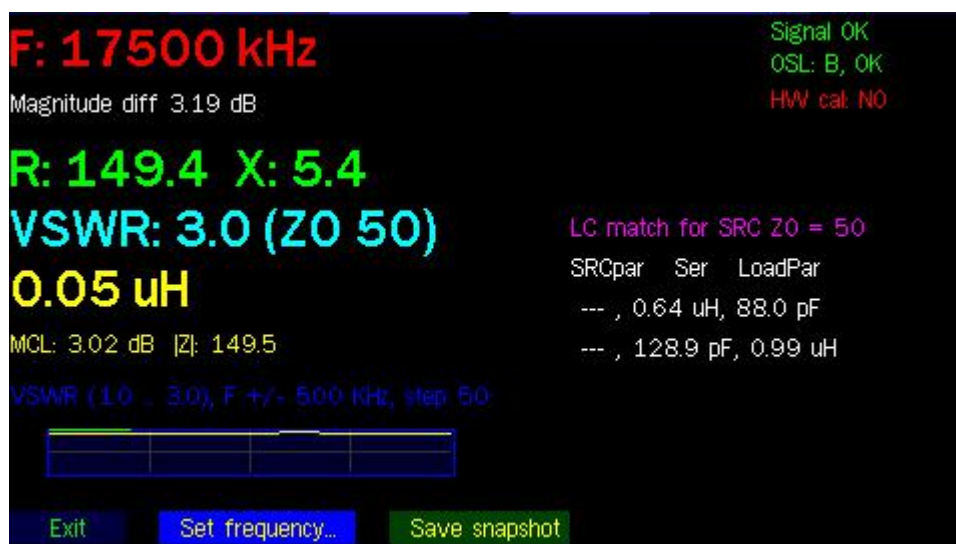 F: 17500 kHz
Magnitude diff 3.19 dB
Signal OK
OSL: B, OK
HW cal: NO
R: 149.4 X: 5.4
VSWR: 3.0 (Z0 50)
0.05 uH
MCL: 3.02 dB |Z|: 149.5
LC match for SRC Z0 = 50
SRCpar Ser LoadPar
--- , 0.64 uH, 88.0 pF
--- , 128.9 pF, 0.99 uH
VSWR (1.0 .. 3.0), F +/- 500 KHz, step 50:
Exit
Set frequency...
Save snapshot